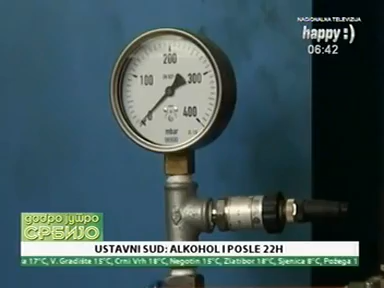 NACIONALNA TELEVIZIJA
happy :)
06:42
200
100
300
0
400
mbar
добро јутро
СРБИЈО
USTAVNI SUD: ALKOHOL I POSLE 22H
a 17°C, V. Gradište 15°C, Crni Vrh 18°C, Negotin 15°C, Zlatibor 18°C, Sjenica 8°C, Požega 1